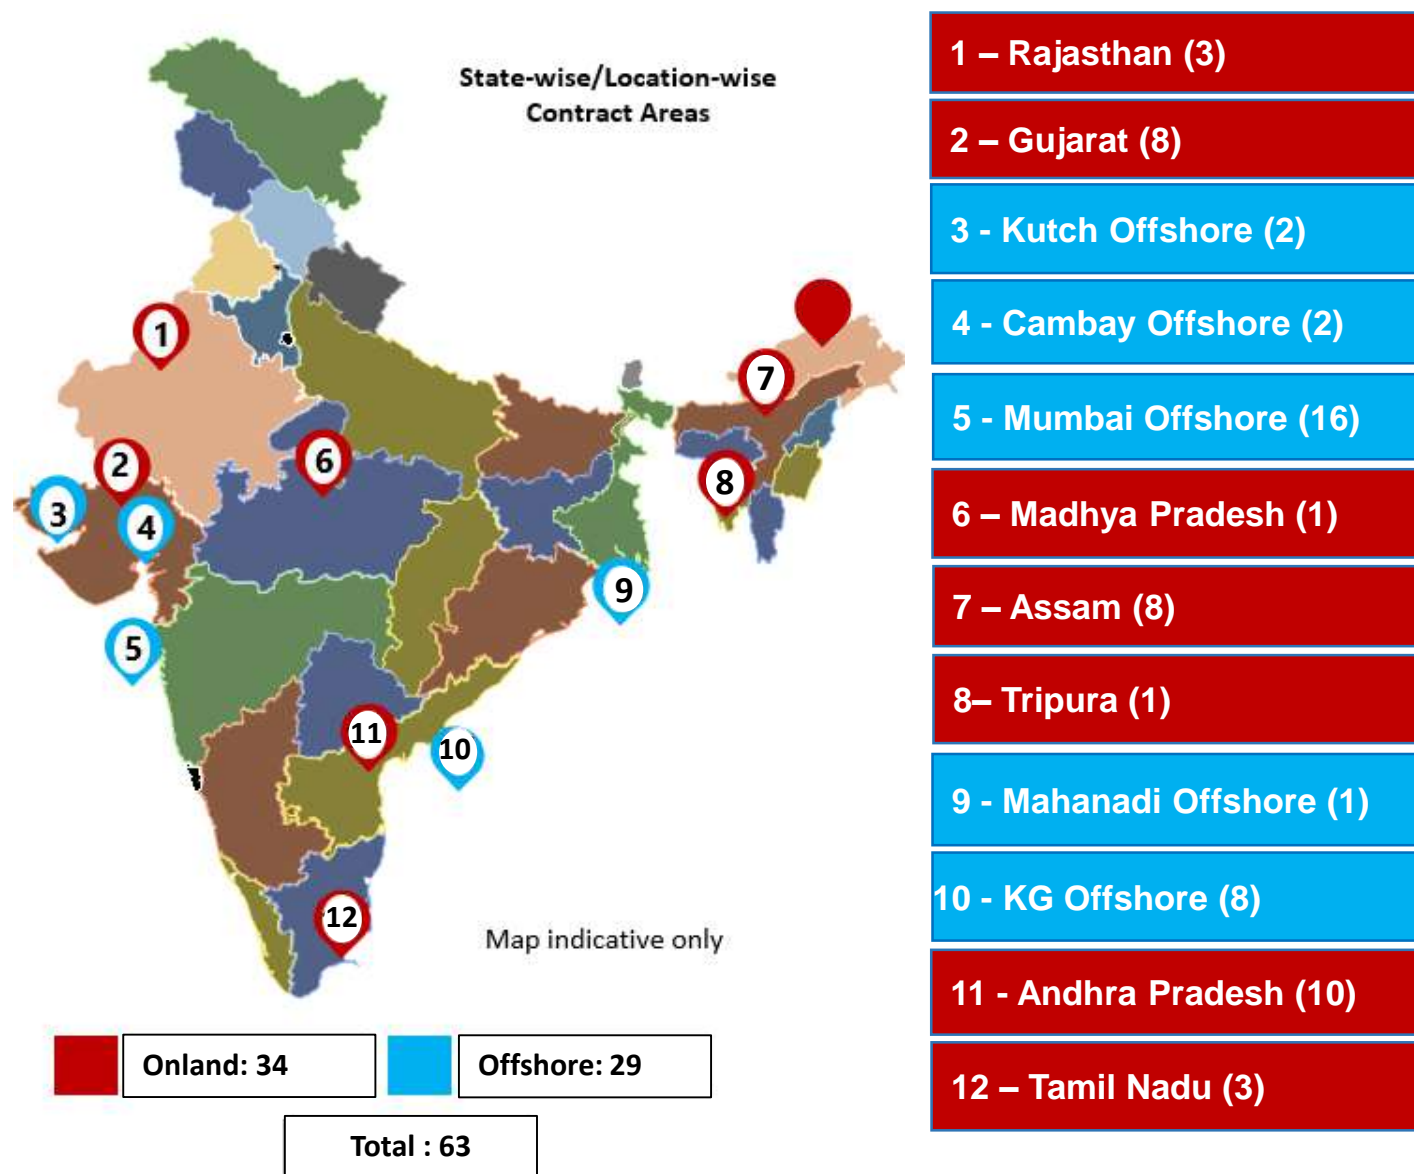 State-wise/Location-wise
Contract Areas
1
2
3
4
5
6
7
8
9
10
11
12
Map indicative only
Onland: 34
Offshore: 29
Total : 63
1 – Rajasthan (3)
2 – Gujarat (8)
3 - Kutch Offshore (2)
4 - Cambay Offshore (2)
5 - Mumbai Offshore (16)
6 – Madhya Pradesh (1)
7 – Assam (8)
8– Tripura (1)
9 - Mahanadi Offshore (1)
10 - KG Offshore (8)
11 - Andhra Pradesh (10)
12 – Tamil Nadu (3)